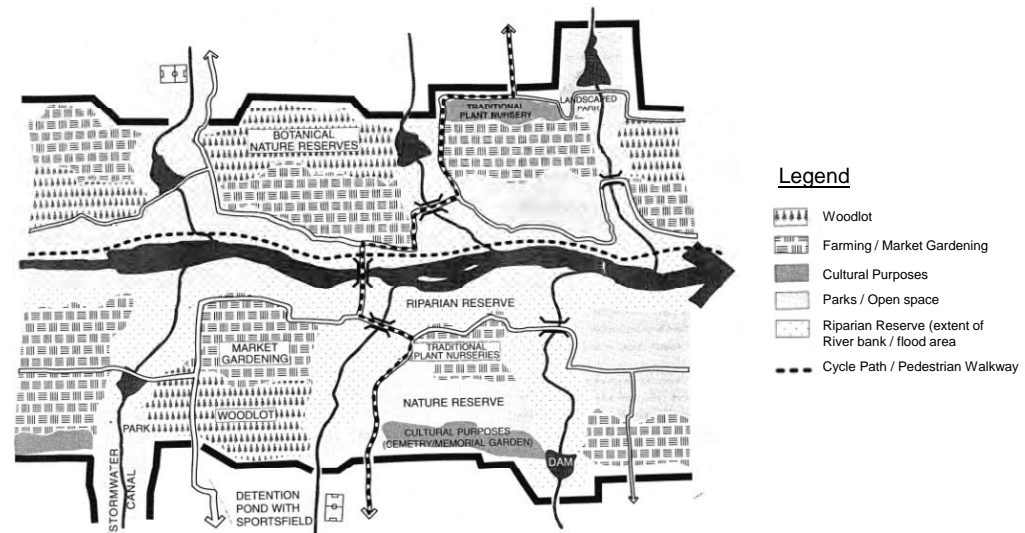 TRADITIONAL
PLANT NURSERY
LANDSCAPED
PARK
BOTANICAL
NATURE RESERVES
RIPARIAN RESERVE
MARKET
GARDENING
TRADITIONAL
PLANT NURSERIES
NATURE RESERVE
WOODLOT
PARK
CULTURAL PURPOSES
(CEMETRY/MEMORIAL GARDEN)
DAM
STORMWATER
CANAL
DETENTION
POND WITH
SPORTSFIELD
Legend
Woodlot
Farming / Market Gardening
Cultural Purposes
Parks / Open space
Riparian Reserve (extent of
River bank / flood area
Cycle Path / Pedestrian Walkway